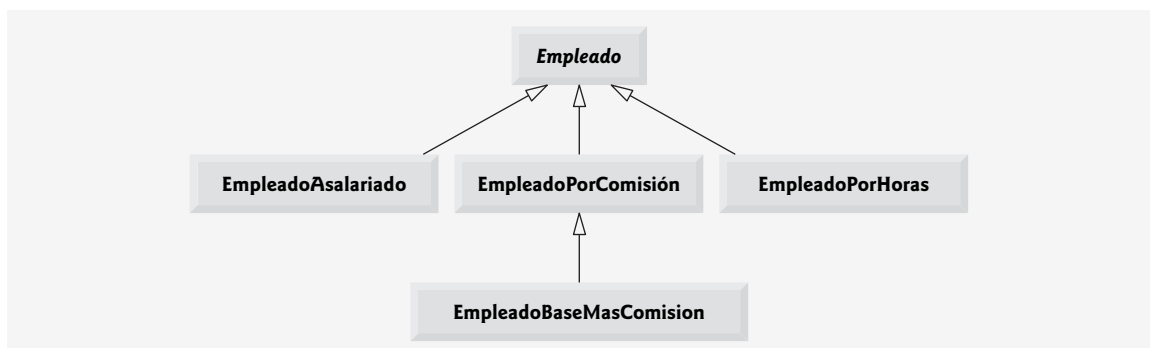 Empleado
EmpleadoAsalariado
EmpleadoPorComisión
EmpleadoPorHoras
EmpleadoBaseMasComision